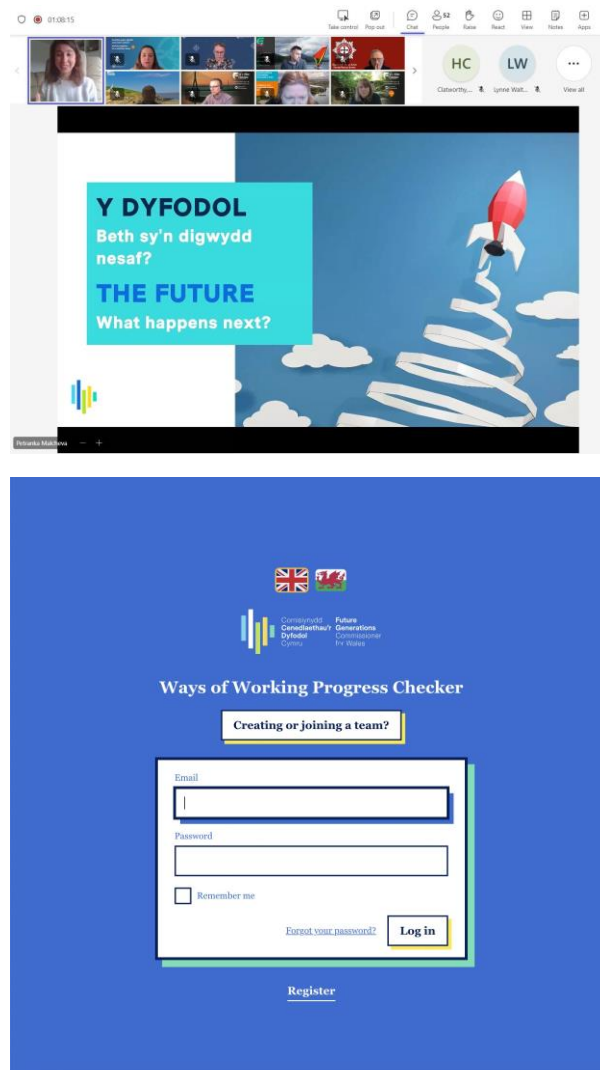 01:08:15
Take control
Pop out
Chat
52
People
Raise
React
View
Notes
Apps
HC
LW
Clatworthy,...
Lynne Walt...
View all
Y DYFODOL
Beth sy'n digwydd
nesaf?
THE FUTURE
What happens next?
Petranka Malcheva
Comisiynydd
Cenedlaethau'r
Dyfodol
Cymru
Future
Generations
Commissioner
for Wales
Ways of Working Progress Checker
Creating or joining a team?
Email
Password
Remember me
Forgot your password?
Log in
Register